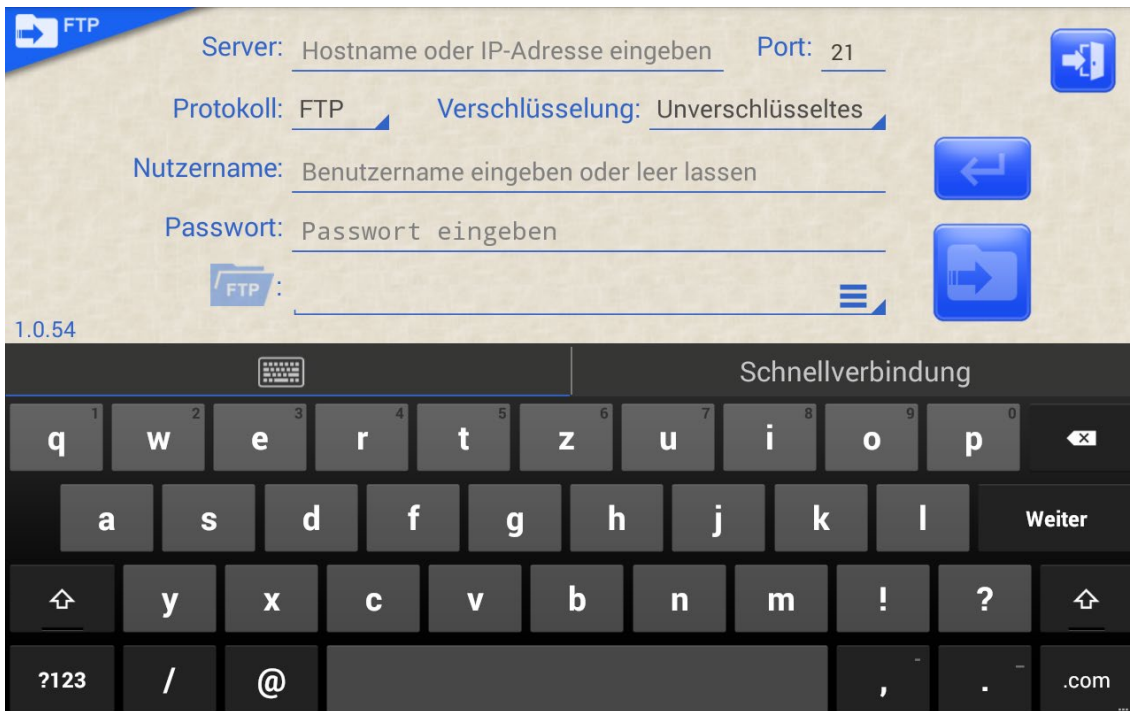 FTP
Server: Hostname oder IP-Adresse eingeben Port: 21
Protokoll: FTP Verschlüsselung: Unverschlüsseltes
Nutzername: Benutzername eingeben oder leer lassen
Passwort: Passwort eingeben
FTP :
1.0.54
Schnellverbindung
q 1 w 2 e 3 r 4 t 5 z 6 u 7 i 8 o 9 p 0
a s d f g h j k l Weiter
y x c v b n m ! ?
?123 / @ , - . _ .com